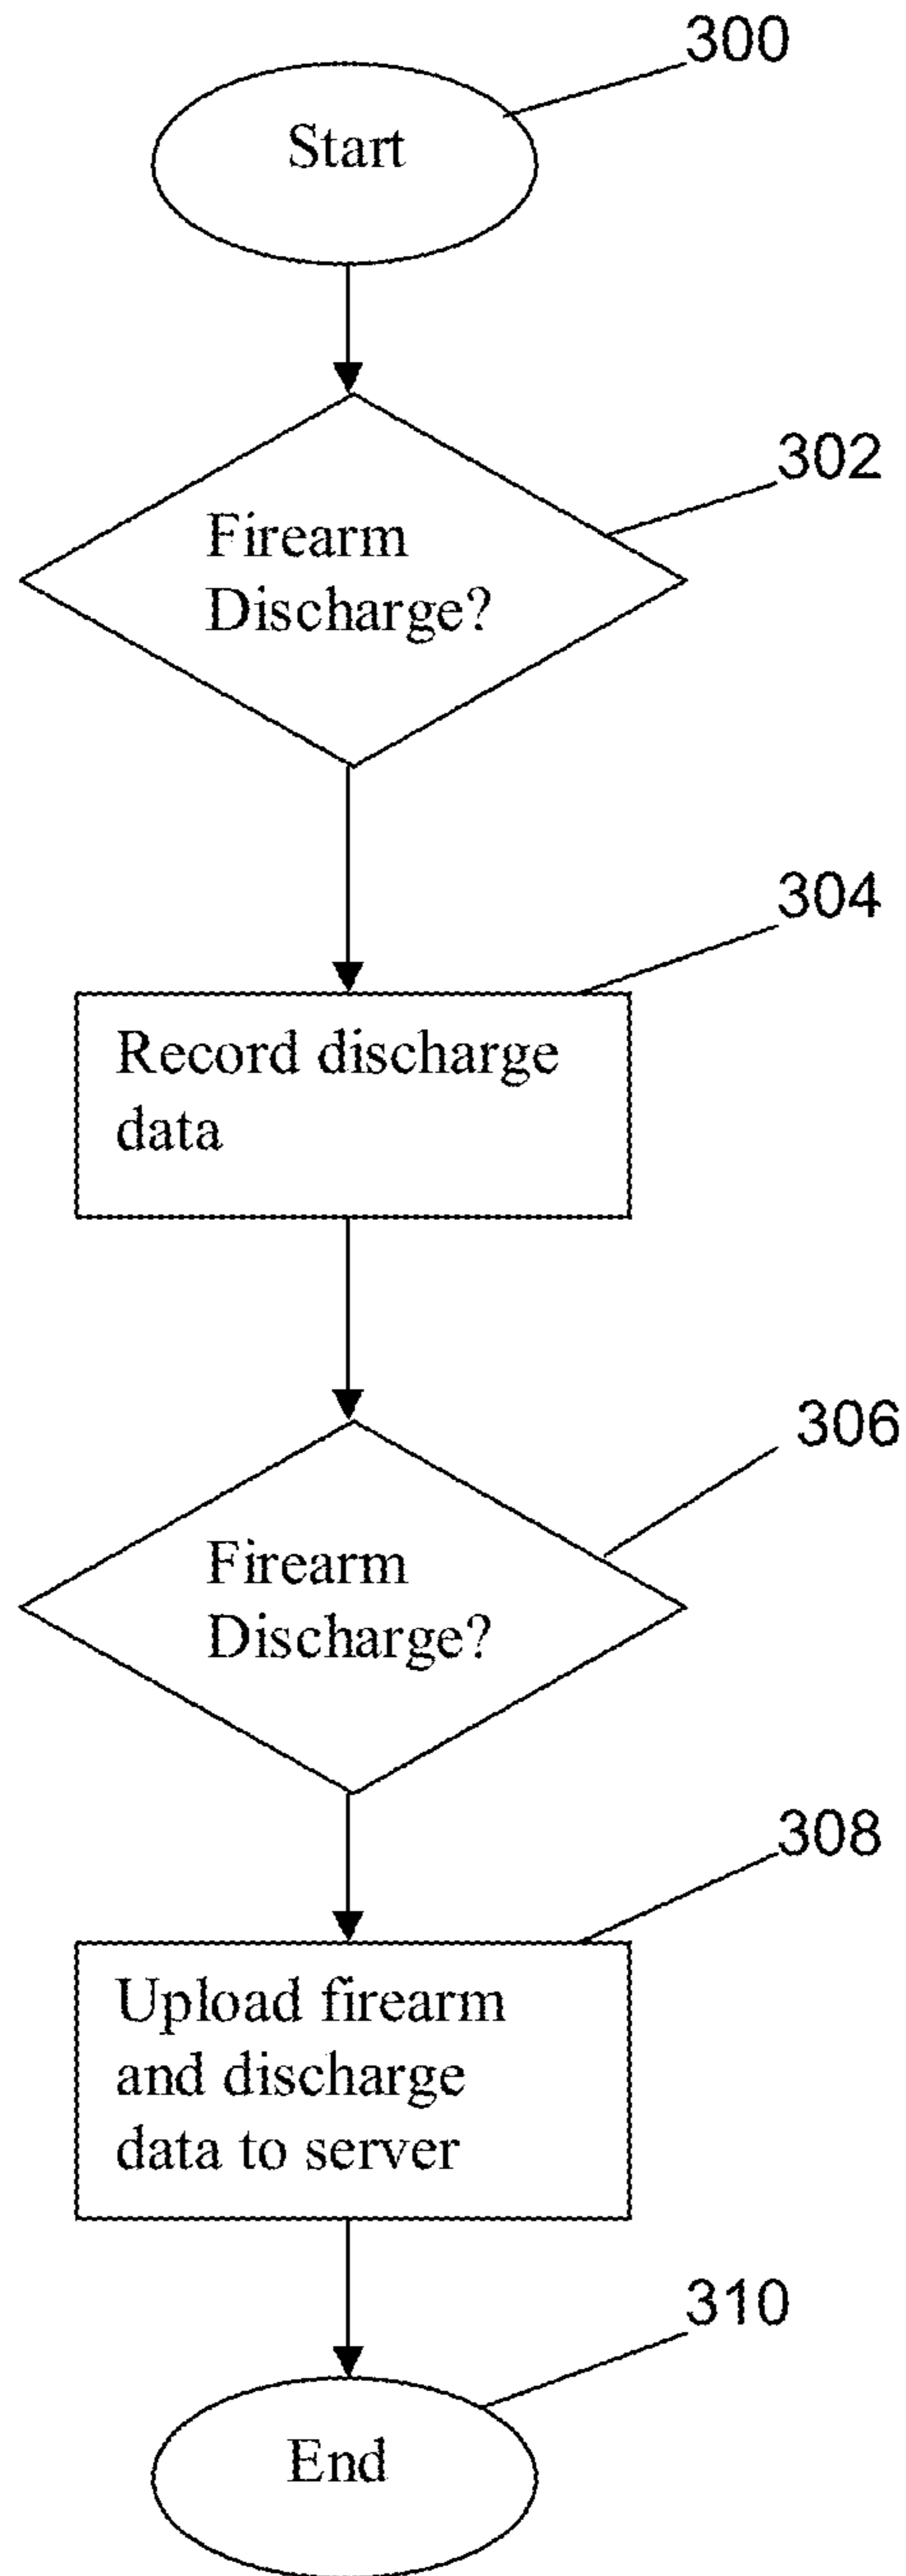 300
Start
302
Firearm
Discharge?
304
Record discharge
data
306
Firearm
Discharge?
308
Upload firearm
and discharge
data to server
310
End